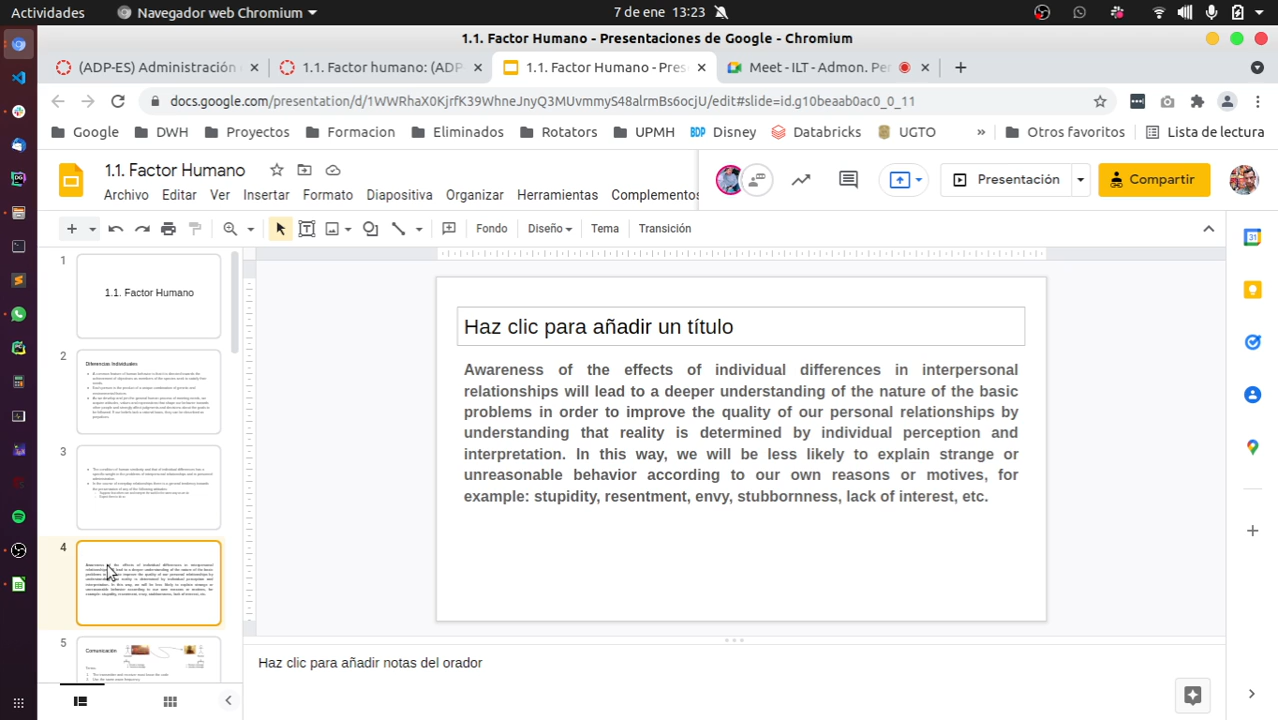 Actividades Navegador web Chromium 7 de ene 13:23
1.1. Factor Humano - Presentaciones de Google - Chromium
(ADP-ES) Administración 1.1. Factor humano: (ADP 1.1. Factor Humano - Pres Meet - ILT - Admon. Per
docs.google.com/presentation/d/1WWRhaX0KjrfK39WhneJnyQ3MUvmmyS48alrmBs6ocjU/edit#slide=id.g10beaab0ac0_0_11
Google DWH Proyectos Formacion Eliminados Rotators UPMH Disney Databricks UGTO » Otros favoritos Lista de lectura
1.1. Factor Humano
Archivo Editar Ver Insertar Formato Diapositiva Organizar Herramientas Complementos
Presentación Compartir
Fondo Diseño Tema Transición
1
1.1. Factor Humano
2
Diferencias Individuales
3
4
5
Comunicación
Haz clic para añadir un título
Awareness of the effects of individual differences in interpersonal
relationships will lead to a deeper understanding of the nature of the basic
problems in order to improve the quality of our personal relationships by
understanding that reality is determined by individual perception and
interpretation. In this way, we will be less likely to explain strange or
unreasonable behavior according to our own reasons or motives, for
example: stupidity, resentment, envy, stubbornness, lack of interest, etc.
Haz clic para añadir notas del orador